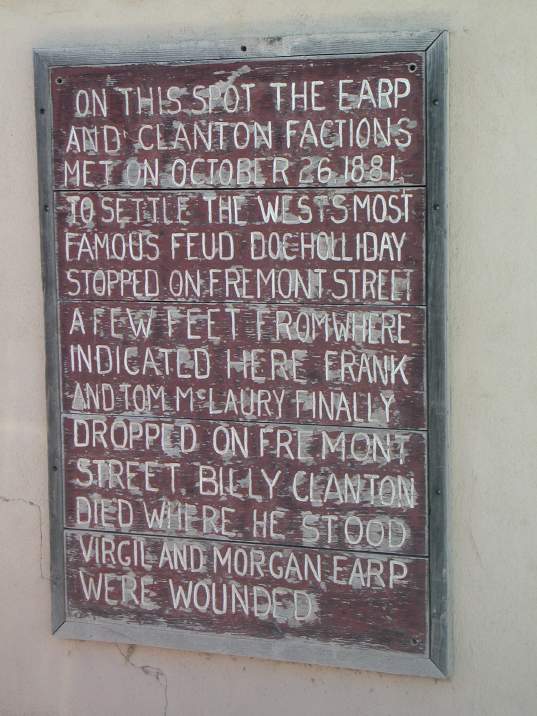 ON THIS SPOT THE EARP
AND CLANTON FACTIONS
MET ON OCTOBER 26.1881.
TO SETTLE THE WESTS MOST
FAMOUS FEUD DOC HOLLIDAY
STOPPED ON FREMONT STREET
A FEW FEET FROM WHERE
INDICATED HERE FRANK
AND TOM McLAURY FINALLY
DROPPED ON FREMONT
STREET. BILLY CLANTON
DIED WHERE HE STOOD
VIRGIL AND MORGAN EARP
WERE WOUNDED